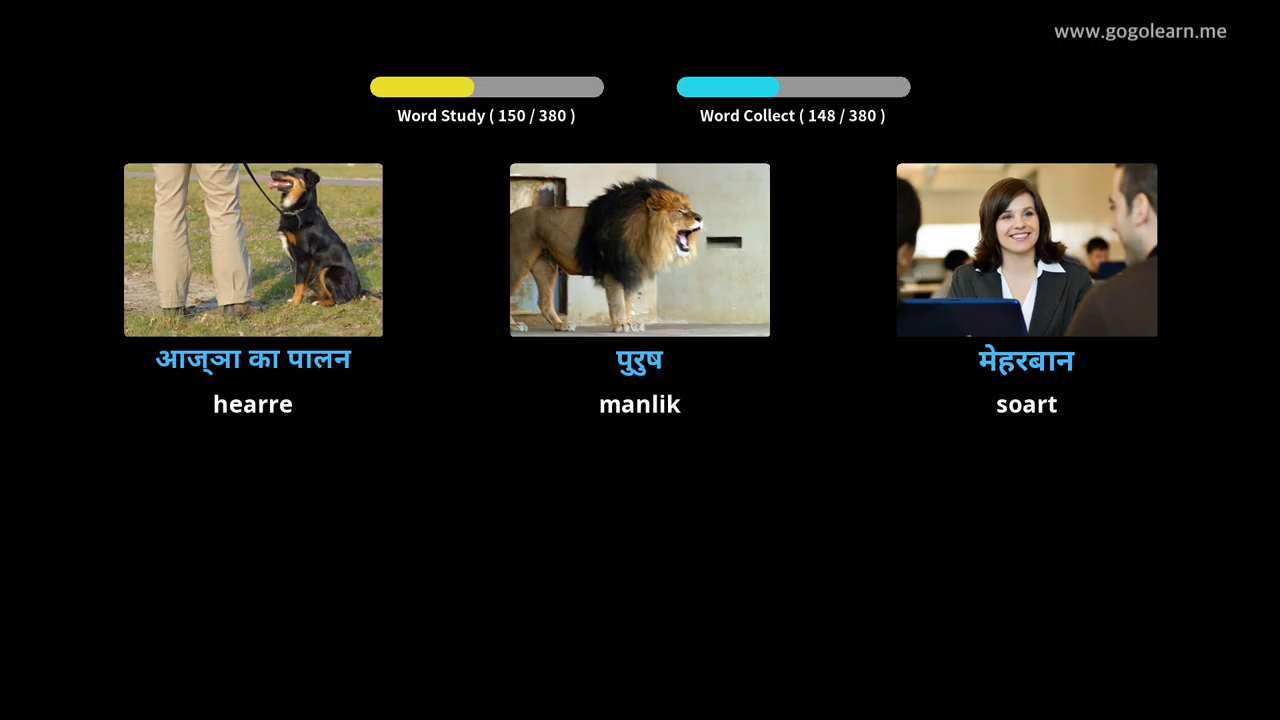 www.gogolearn.me
Word Study ( 150 / 380 )
Word Collect ( 148 / 380 )
आज्ञा का पालन
पुरुष
मेहरबान
hearre
manlik
soart